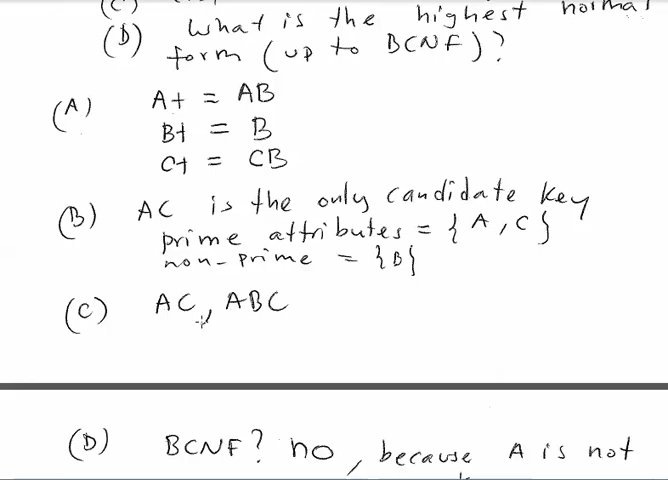 (D) What is the highest normal
form (up to BCNF)?
(A) A+ = AB
B+ = B
C+ = CB
(B) AC is the only candidate key
prime attributes = {A,C}
non-prime = {B}
(C) AC, ABC
(D) BCNF? no, because A is not